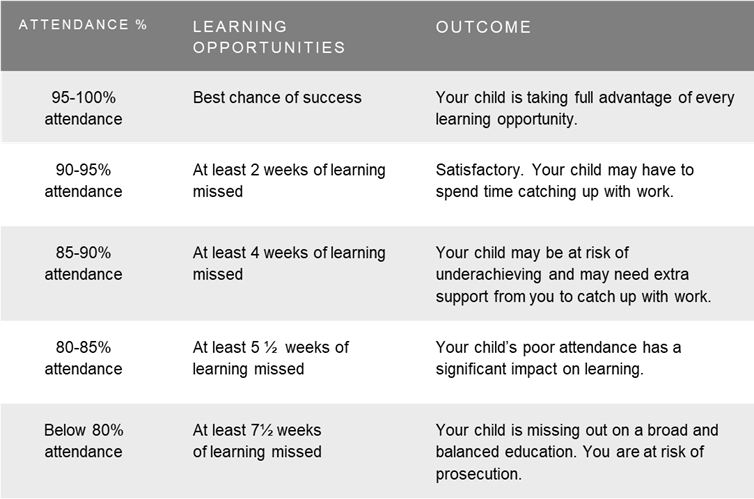 ATTENDANCE %
LEARNING
OPPORTUNITIES
OUTCOME
95-100%
attendance
Best chance of success
Your child is taking full advantage of every
learning opportunity.
90-95%
attendance
At least 2 weeks of learning
missed
Satisfactory. Your child may have to
spend time catching up with work.
85-90%
attendance
At least 4 weeks of learning
missed
Your child may be at risk of
underachieving and may need extra
support from you to catch up with work.
80-85%
attendance
At least 5 ½ weeks of
learning missed
Your child’s poor attendance has a
significant impact on learning.
Below 80%
attendance
At least 7½ weeks
of learning missed
Your child is missing out on a broad and
balanced education. You are at risk of
prosecution.